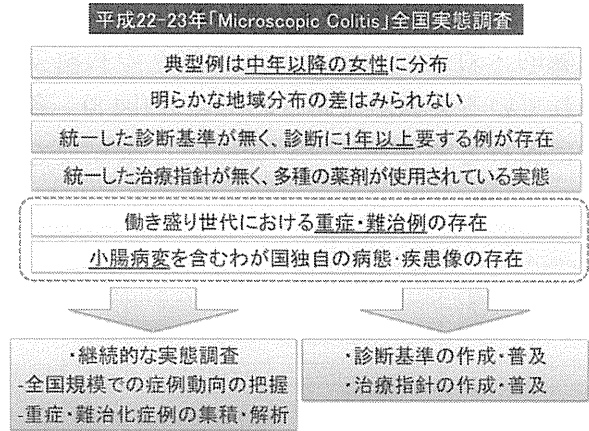 平成22-23年「Microscopic Colitis」全国実態調査
典型例は中年以降の女性に分布
明らかな地域分布の差はみられない
統一した診断基準が無く、診断に1年以上要する例が存在
統一した治療指針が無く、多種の薬剤が使用されている実態
働き盛り世代における重症・難治例の存在
小腸病変を含むわが国独自の病態・疾患像の存在
・継続的な実態調査
-全国規模での症例動向の把握
-重症・難治化症例の集積・解析
・診断基準の作成・普及
・治療指針の作成・普及